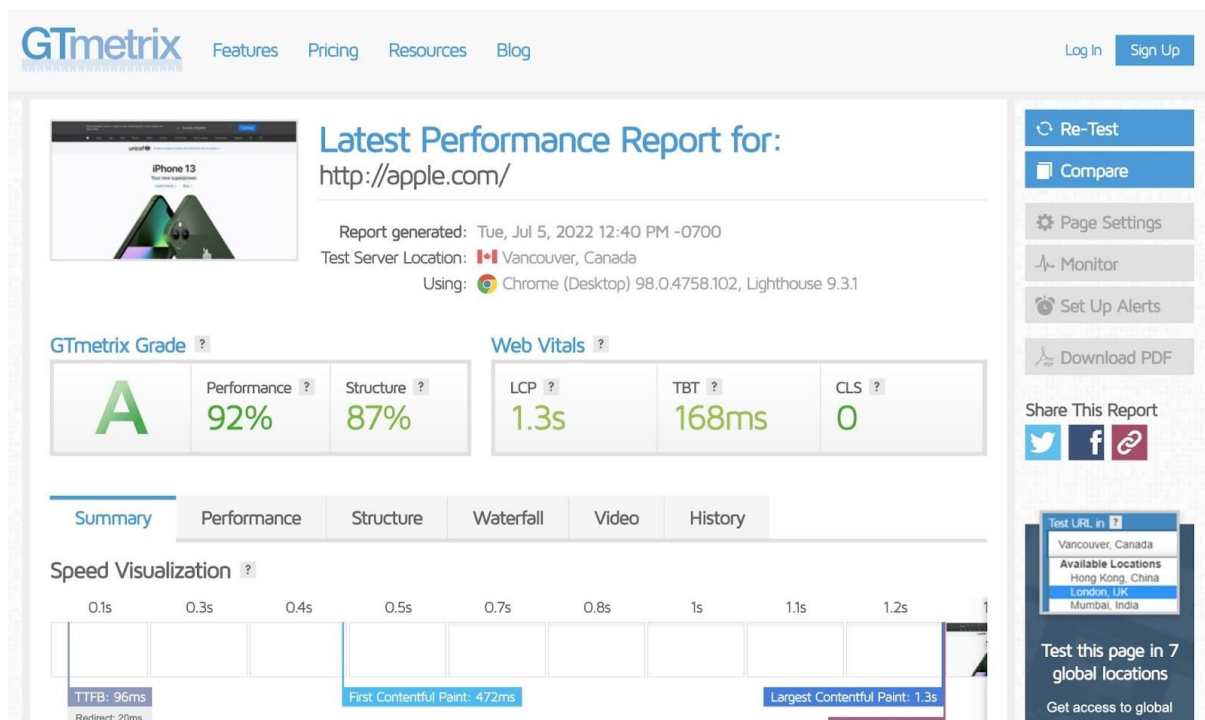 GTmetrix
Features Pricing Resources Blog
Log In Sign Up
unicef
iPhone 13
Your new superpower.
Latest Performance Report for:
http://apple.com/
Report generated: Tue, Jul 5, 2022 12:40 PM -0700
Test Server Location: Vancouver, Canada
Using: Chrome (Desktop) 98.0.4758.102, Lighthouse 9.3.1
Re-Test
Compare
Page Settings
Monitor
Set Up Alerts
Download PDF
Share This Report
GTmetrix Grade ?
A
Performance ?
92%
Structure ?
87%
Web Vitals ?
LCP ?
1.3s
TBT ?
168ms
CLS ?
0
Summary Performance Structure Waterfall Video History
Speed Visualization ?
0.1s 0.3s 0.4s 0.5s 0.7s 0.8s 1s 1.1s 1.2s 1
TTFB: 96ms
First Contentful Paint: 472ms
Largest Contentful Paint: 1.3s
Redirect: 20ms
Test URL in ?
Vancouver, Canada
Available Locations
Hong Kong, China
London, UK
Mumbai, India
Test this page in 7
global locations
Get access to global